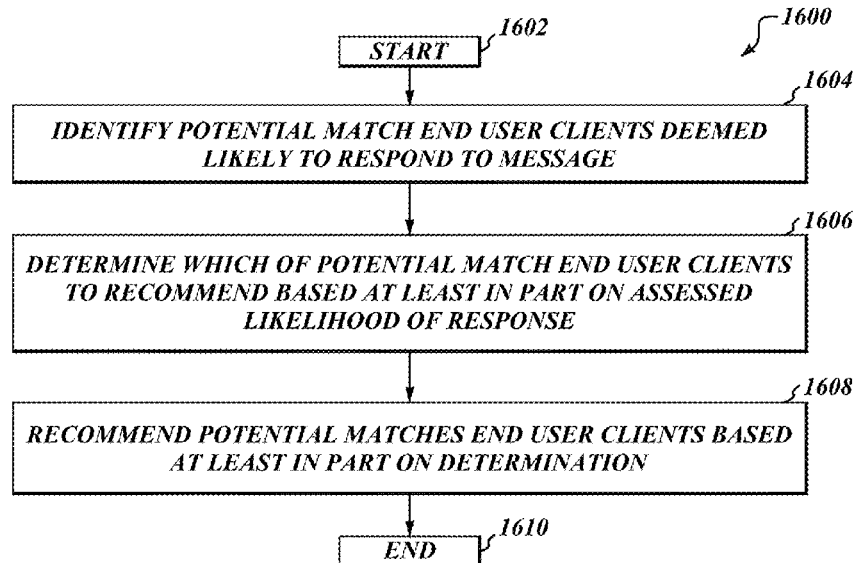 1600
1602
START
1604
IDENTIFY POTENTIAL MATCH END USER CLIENTS DEEMED
LIKELY TO RESPOND TO MESSAGE
1606
DETERMINE WHICH OF POTENTIAL MATCH END USER CLIENTS
TO RECOMMEND BASED AT LEAST IN PART ON ASSESSED
LIKELIHOOD OF RESPONSE
1608
RECOMMEND POTENTIAL MATCHES END USER CLIENTS BASED
AT LEAST IN PART ON DETERMINATION
1610
END